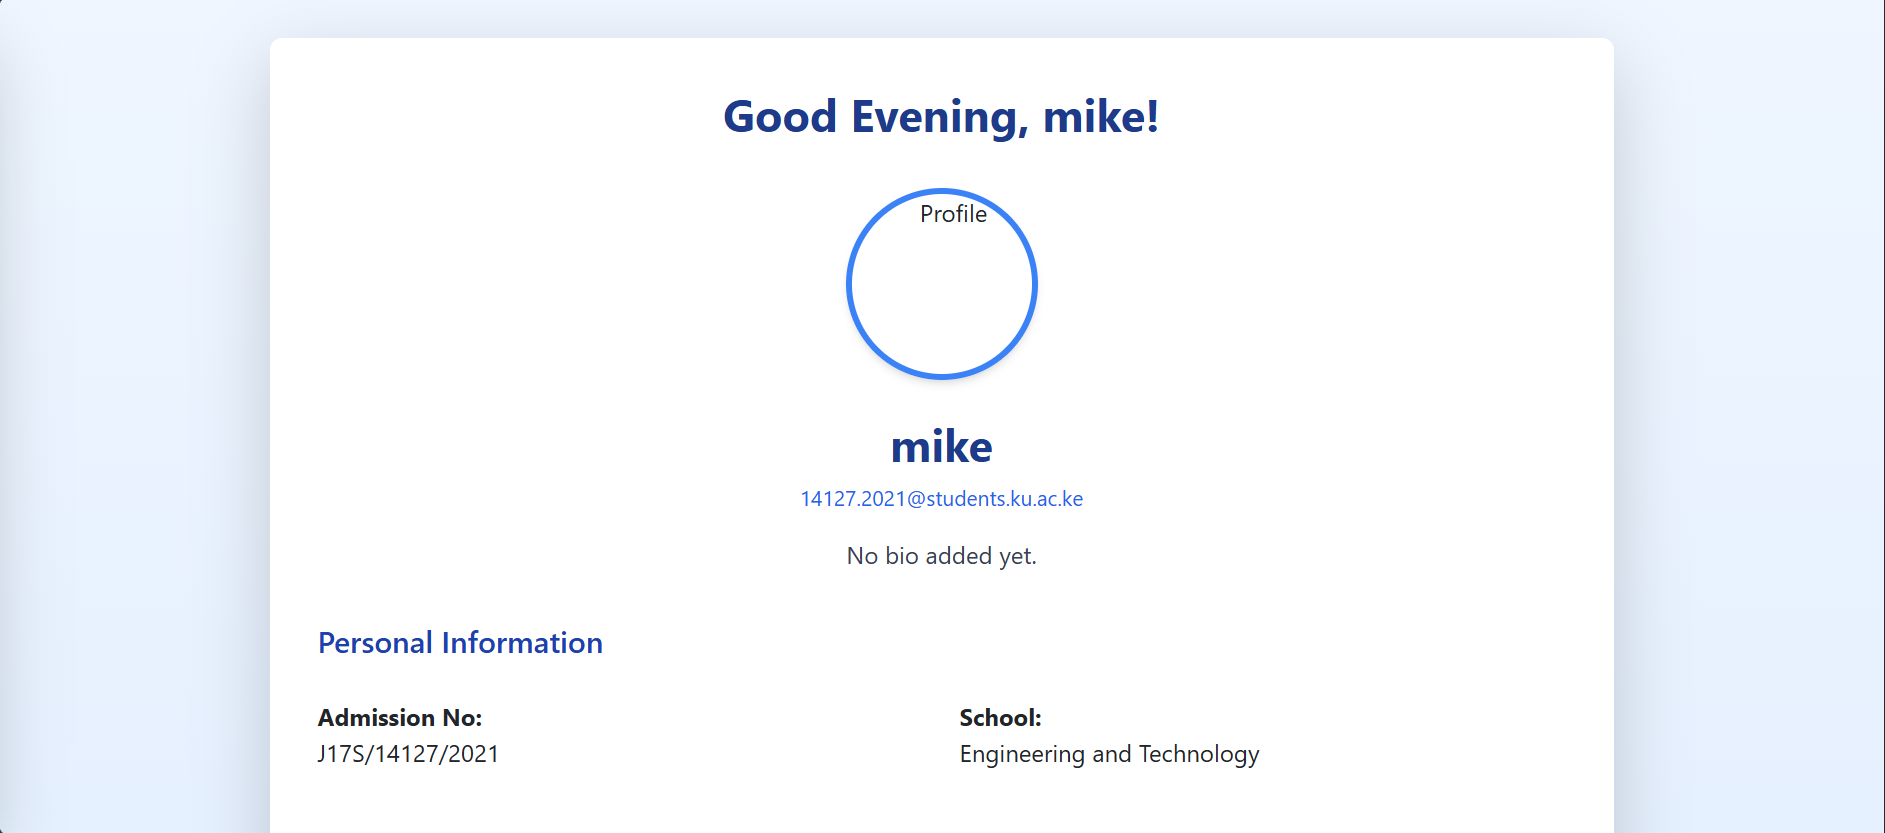 Good Evening, mike!
Profile
mike
14127.2021@students.ku.ac.ke
No bio added yet.
Personal Information
Admission No:
J17S/14127/2021
School:
Engineering and Technology